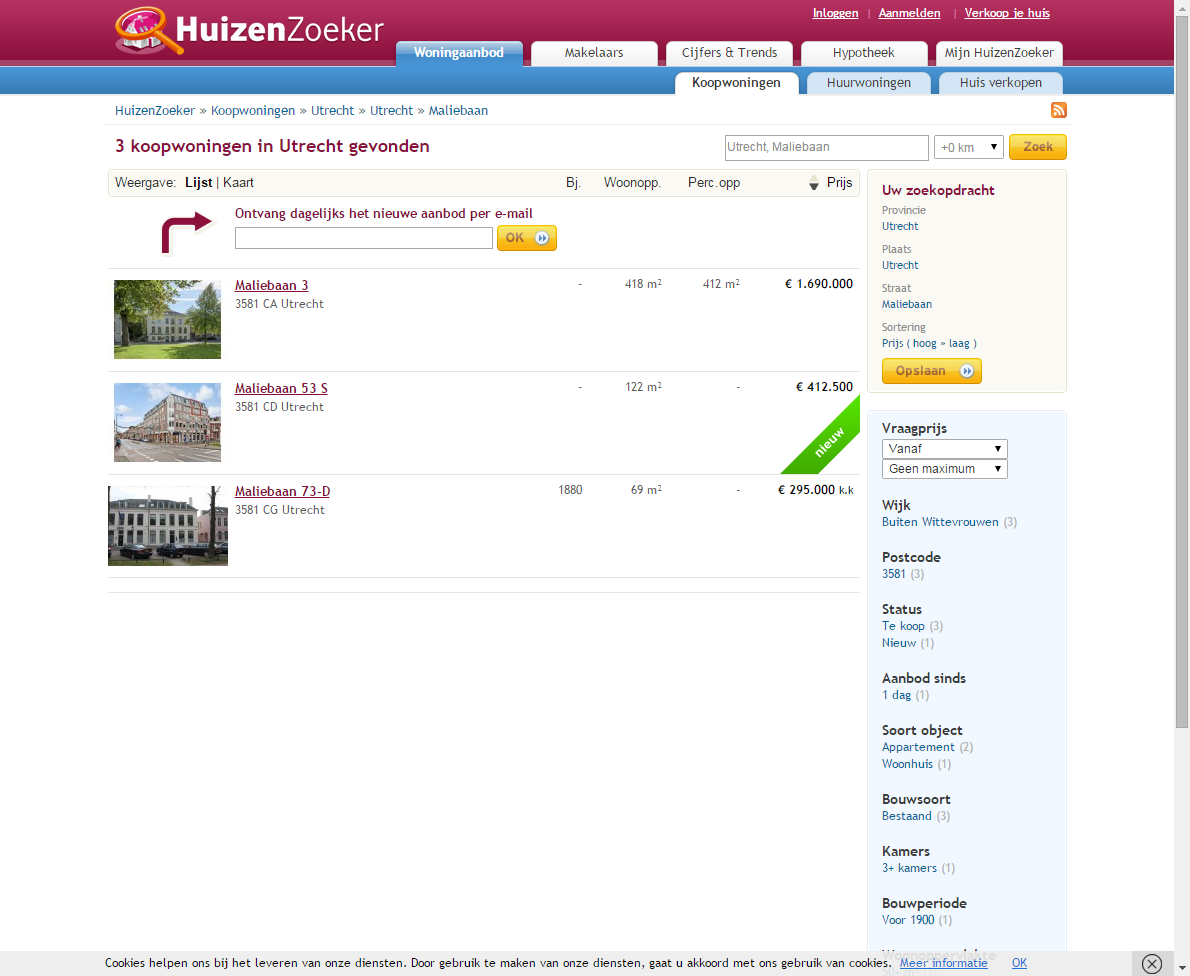 HuizenZoeker
Inloggen | Aanmelden | Verkoop je huis
Woningaanbod Makelaars Cijfers & Trends Hypotheek Mijn HuizenZoeker
Koopwoningen Huurwoningen Huis verkopen
HuizenZoeker » Koopwoningen » Utrecht » Utrecht » Maliebaan
3 koopwoningen in Utrecht gevonden
Utrecht, Maliebaan +0 km Zoek
Weergave: Lijst | Kaart Bj. Woonopp. Perc.opp Prijs
Ontvang dagelijks het nieuwe aanbod per e-mail
OK
Maliebaan 3 - 418 m² 412 m² € 1.690.000
3581 CA Utrecht
Maliebaan 53 S - 122 m² - € 412.500
3581 CD Utrecht
nieuw
Maliebaan 73-D 1880 69 m² - € 295.000 k.k
3581 CG Utrecht
Uw zoekopdracht
Provincie
Utrecht
Plaats
Utrecht
Straat
Maliebaan
Sortering
Prijs ( hoog » laag )
Opslaan
Vraagprijs
Vanaf
Geen maximum
Wijk
Buiten Wittevrouwen (3)
Postcode
3581 (3)
Status
Te koop (3)
Nieuw (1)
Aanbod sinds
1 dag (1)
Soort object
Appartement (2)
Woonhuis (1)
Bouwsoort
Bestaand (3)
Kamers
3+ kamers (1)
Bouwperiode
Voor 1900 (1)
Cookies helpen ons bij het leveren van onze diensten. Door gebruik te maken van onze diensten, gaat u akkoord met ons gebruik van cookies. Meer informatie OK